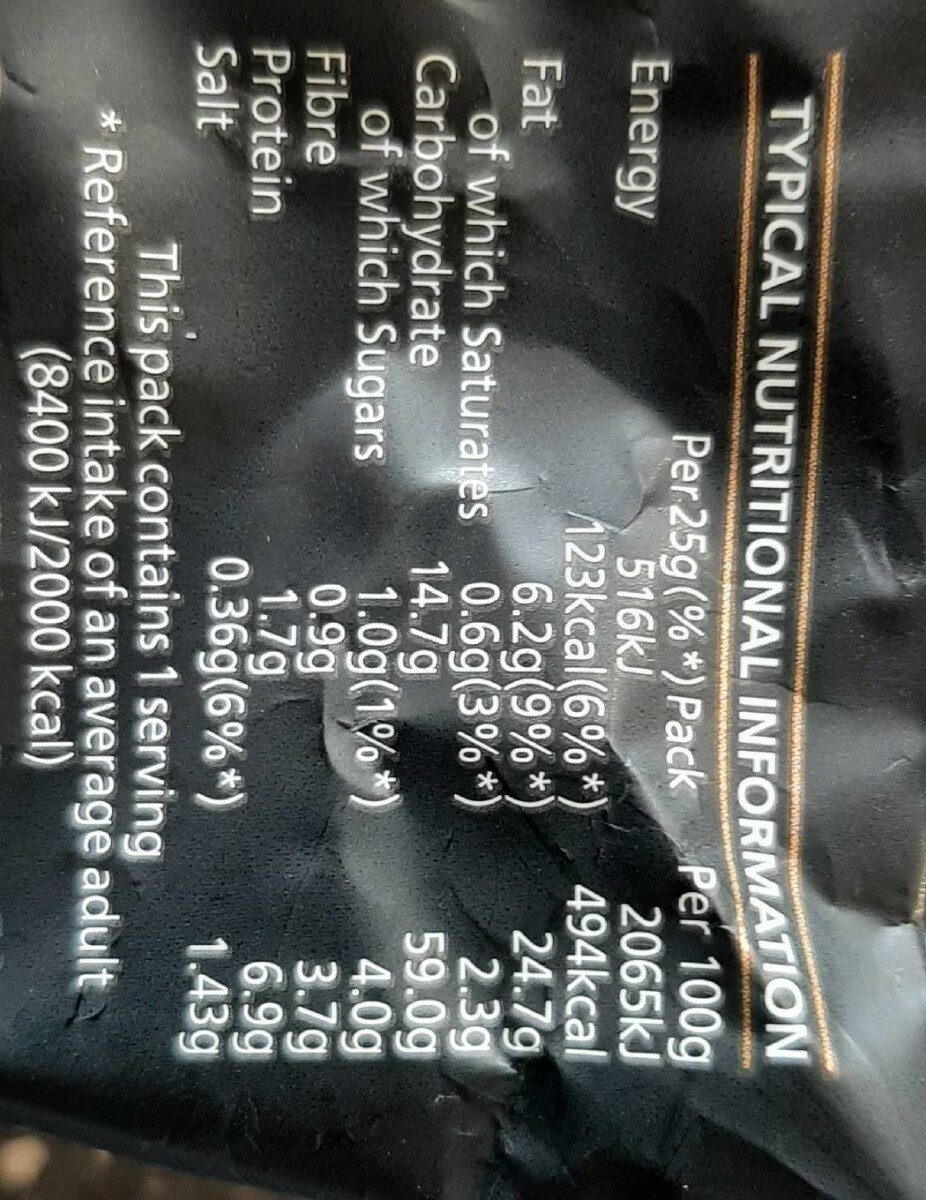 TYPICAL NUTRITIONAL INFORMATION
Per 25g(%*)Pack Per 100g
Energy 516kJ 2065kJ
123kcal(6%*) 494kcal
Fat 6.2g(9%*) 24.7g
of which Saturates 0.6g(3%*) 2.3g
Carbohydrate 14.7g 59.0g
of which Sugars 1.0g(1%*) 4.0g
Fibre 0.9g 3.7g
Protein 1.7g 6.9g
Salt 0.36g(6%*) 1.43g
This pack contains 1 serving
* Reference intake of an average adult
(8400 kJ/2000 kcal)